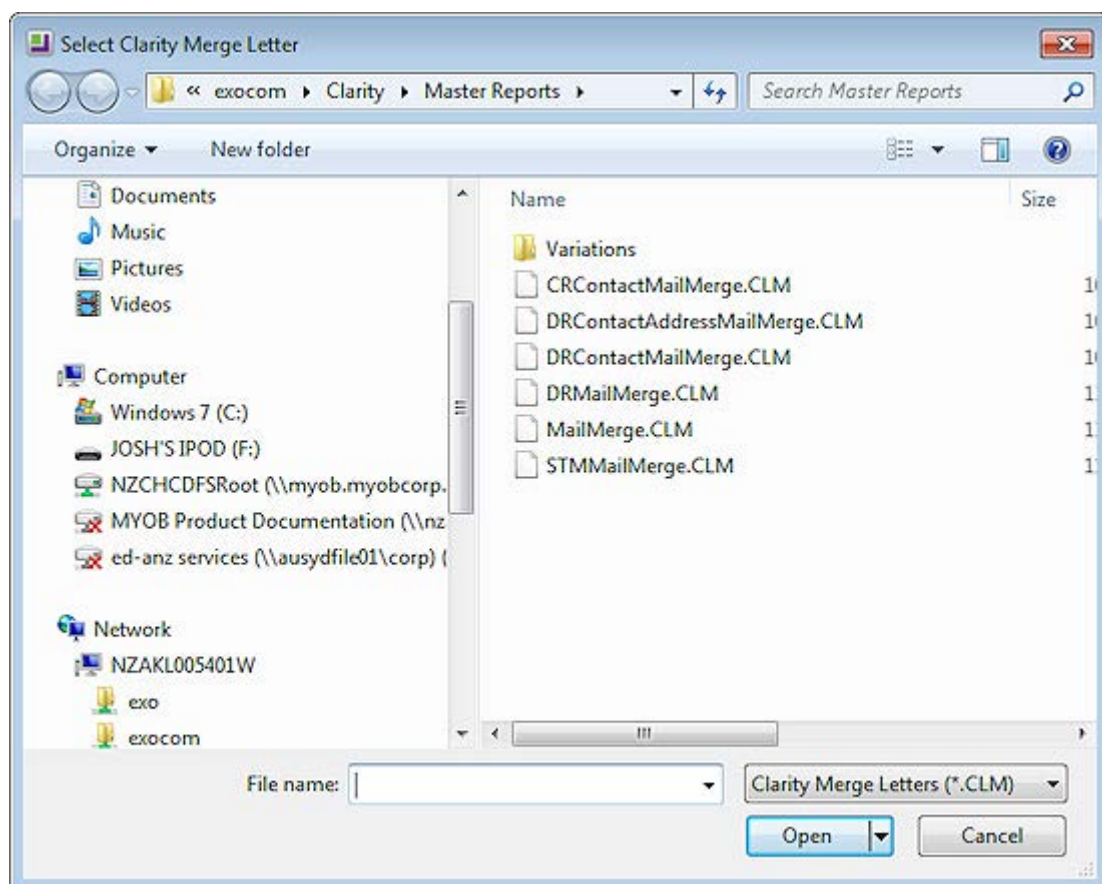 Select Clarity Merge Letter
« exocom ▸ Clarity ▸ Master Reports ▸
Search Master Reports
Organize
New folder
Documents
Music
Pictures
Videos
Computer
Windows 7 (C:)
JOSH'S IPOD (F:)
NZCHCDFSRoot (\\myob.myobcorp.
MYOB Product Documentation (\\nz
ed-anz services (\\ausydfile01\corp) (
Network
NZAKL005401W
exo
exocom
Name
Size
Variations
CRContactMailMerge.CLM
DRContactAddressMailMerge.CLM
DRContactMailMerge.CLM
DRMailMerge.CLM
MailMerge.CLM
STMMailMerge.CLM
File name:
Clarity Merge Letters (*.CLM)
Open
Cancel